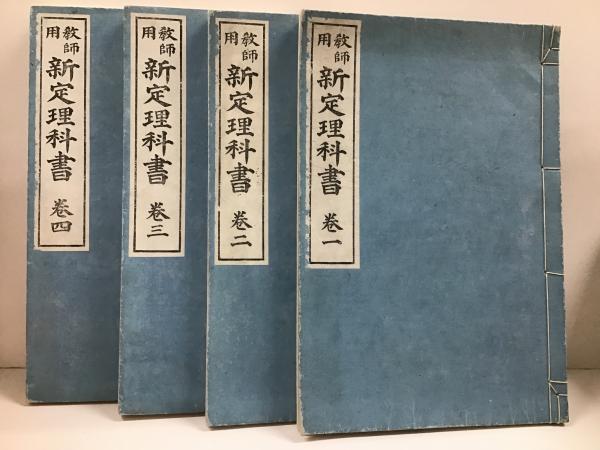 教師用
新定理科書
巻一
教師用
新定理科書
巻二
教師用
新定理科書
巻三
教師用
新定理科書
巻四